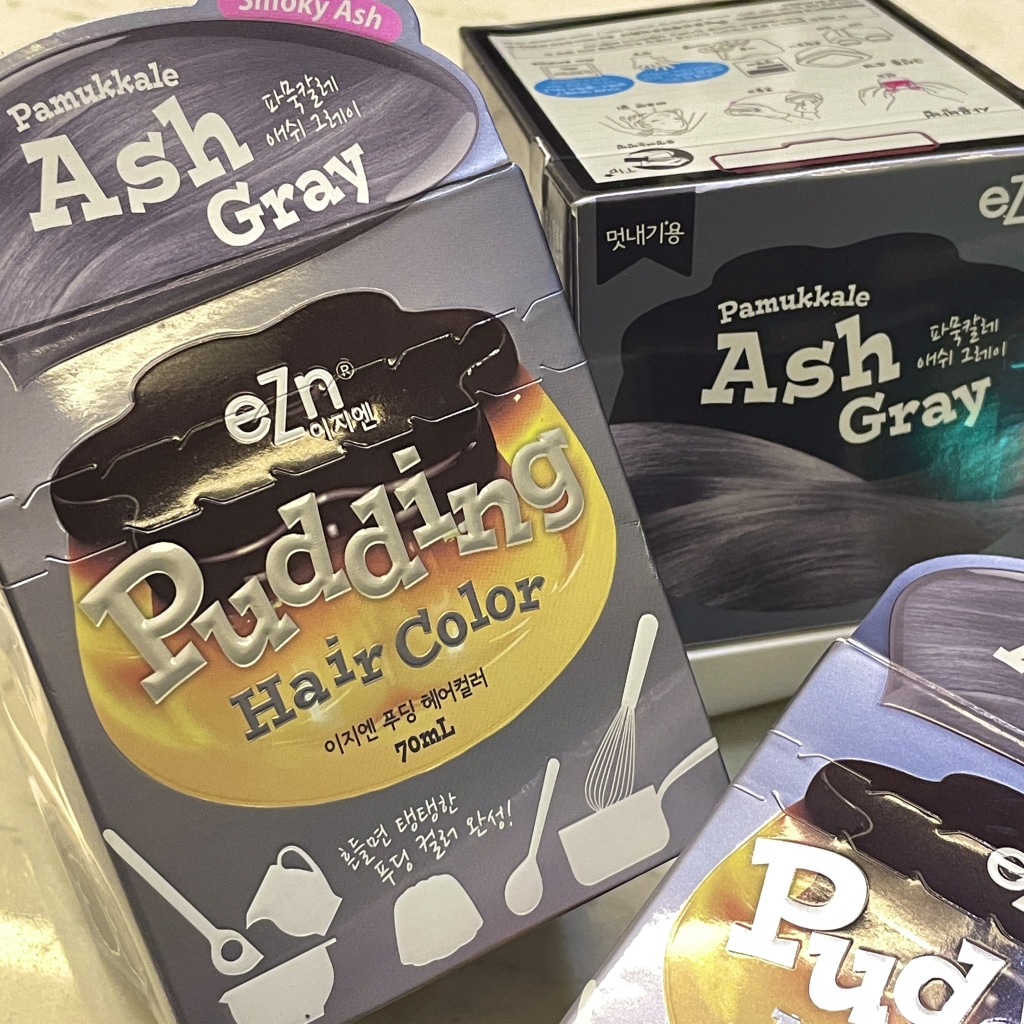 Smoky Ash
Pamukkale
Ash
Gray
파묵칼레
애쉬 그레이
ezn®
이지엔
Pudding
Hair Color
이지엔 푸딩 헤어컬러
70mL
흔들면 탱탱한
푸딩 컬러 완성!
멋내기용
Pamukkale
Ash
Gray
파묵칼레
애쉬 그레이
ez
Pud